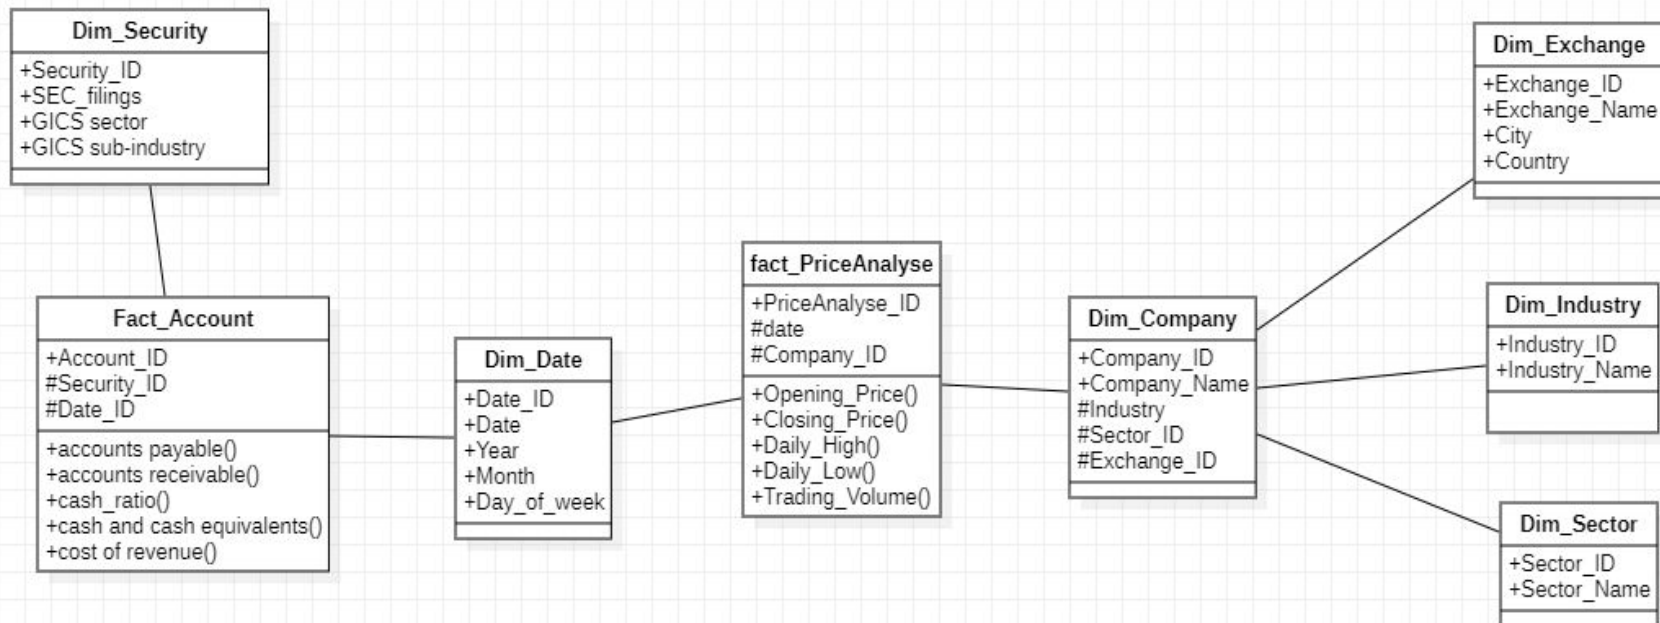 Dim_Security
+Security_ID
+SEC_filings
+GICS sector
+GICS sub-industry
Fact_Account
+Account_ID
#Security_ID
#Date_ID
+accounts payable()
+accounts receivable()
+cash_ratio()
+cash and cash equivalents()
+cost of revenue()
Dim_Date
+Date_ID
+Date
+Year
+Month
+Day_of_week
fact_PriceAnalyse
+PriceAnalyse_ID
#date
#Company_ID
+Opening_Price()
+Closing_Price()
+Daily_High()
+Daily_Low()
+Trading_Volume()
Dim_Company
+Company_ID
+Company_Name
#Industry
#Sector_ID
#Exchange_ID
Dim_Exchange
+Exchange_ID
+Exchange_Name
+City
+Country
Dim_Industry
+Industry_ID
+Industry_Name
Dim_Sector
+Sector_ID
+Sector_Name